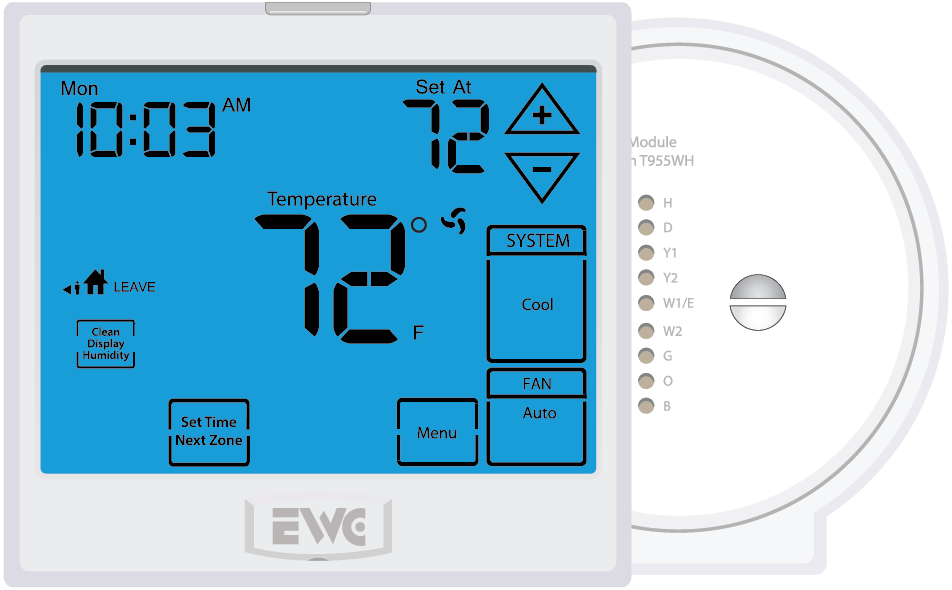 Mon
10:03 AM
Set At
72
+
−
Temperature
72°
F
SYSTEM
Cool
LEAVE
Clean
Display
Humidity
FAN
Auto
Set Time
Next Zone
Menu
EWC
Module
T955WH
H
D
Y1
Y2
W1/E
W2
G
O
B